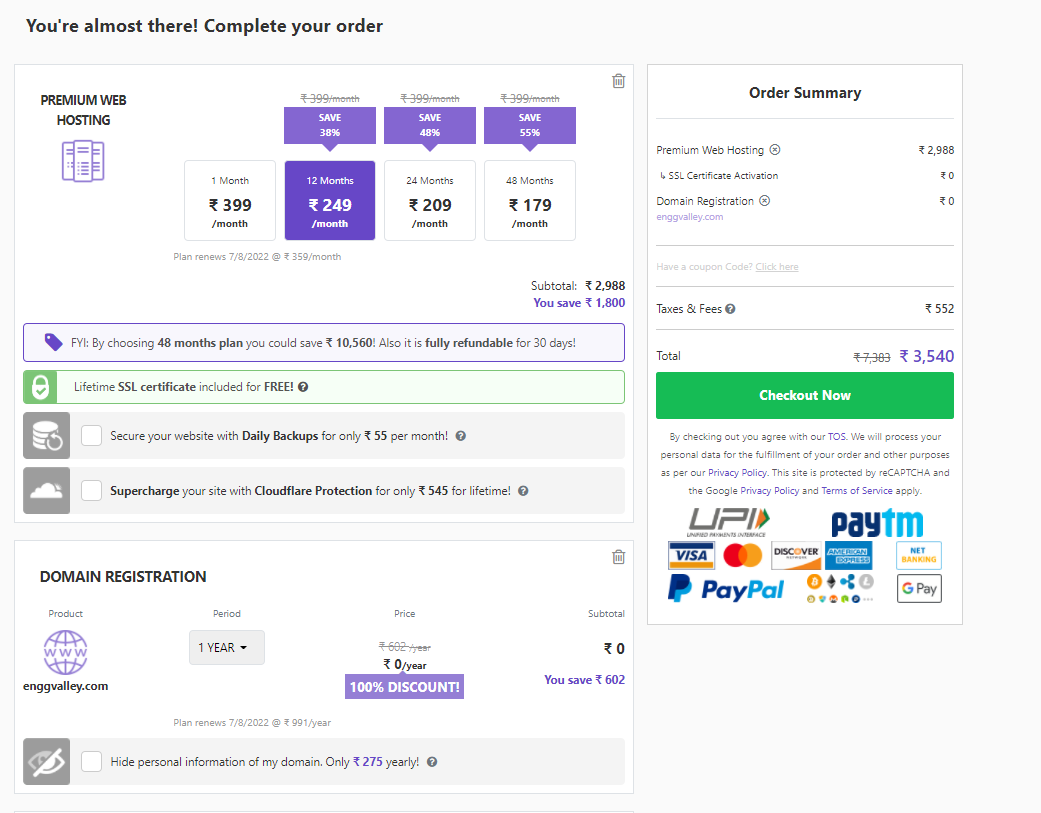 You're almost there! Complete your order
PREMIUM WEB
HOSTING
₹ 399/month
₹ 399/month
₹ 399/month
SAVE
38%
SAVE
48%
SAVE
55%
1 Month
₹ 399
/month
12 Months
₹ 249
/month
24 Months
₹ 209
/month
48 Months
₹ 179
/month
Plan renews 7/8/2022 @ ₹ 359/month
Subtotal: ₹ 2,988
You save ₹ 1,800
FYI: By choosing 48 months plan you could save ₹ 10,560! Also it is fully refundable for 30 days!
Lifetime SSL certificate included for FREE!
Secure your website with Daily Backups for only ₹ 55 per month!
Supercharge your site with Cloudflare Protection for only ₹ 545 for lifetime!
DOMAIN REGISTRATION
Product
Period
Price
Subtotal
WWW
enggvalley.com
1 YEAR
₹ 602 /year
₹ 0/year
100% DISCOUNT!
₹ 0
You save ₹ 602
Plan renews 7/8/2022 @ ₹ 991/year
Hide personal information of my domain. Only ₹ 275 yearly!
Order Summary
Premium Web Hosting ₹ 2,988
↳ SSL Certificate Activation ₹ 0
Domain Registration ₹ 0
enggvalley.com
Have a coupon Code? Click here
Taxes & Fees ₹ 552
Total ₹ 7,383 ₹ 3,540
Checkout Now
By checking out you agree with our TOS. We will process your
personal data for the fulfillment of your order and other purposes
as per our Privacy Policy. This site is protected by reCAPTCHA and
the Google Privacy Policy and Terms of Service apply.
UPI
UNIFIED PAYMENTS INTERFACE
paytm
VISA
DISCOVER
NETWORK
AMERICAN
EXPRESS
NET
BANKING
PayPal
G Pay